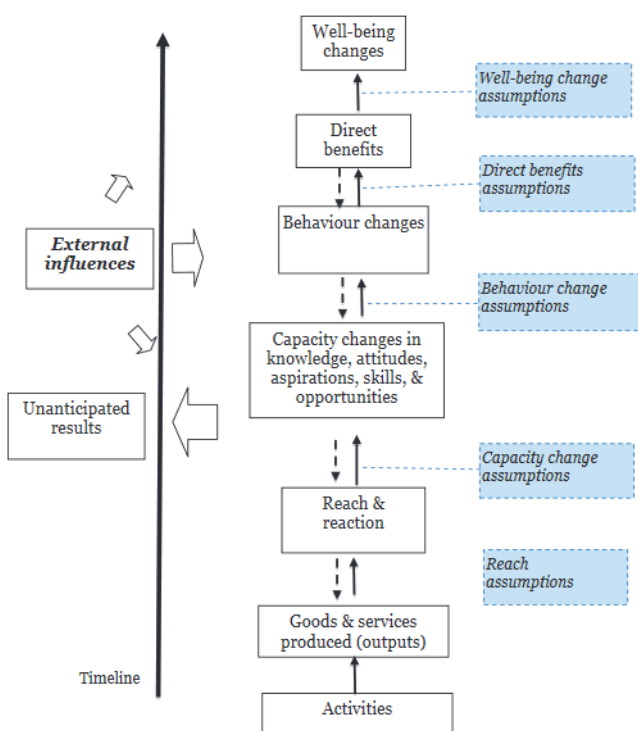 Well-being
changes
Well-being change
assumptions
Direct
benefits
Direct benefits
assumptions
Behaviour changes
External
influences
Behaviour change
assumptions
Capacity changes in
knowledge, attitudes,
aspirations, skills, &
opportunities
Unanticipated
results
Capacity change
assumptions
Reach &
reaction
Reach
assumptions
Goods & services
produced (outputs)
Timeline
Activities